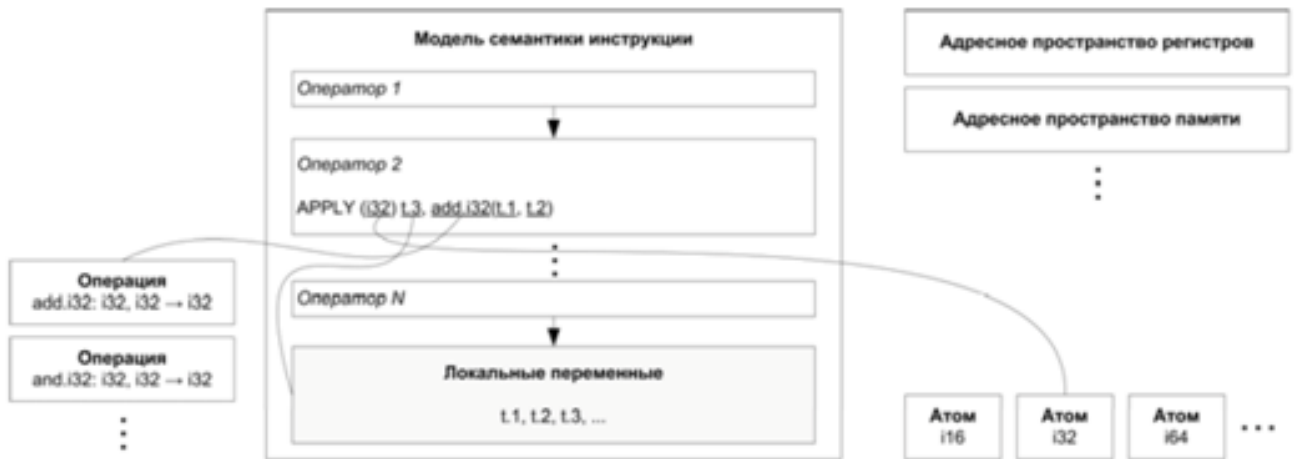 Модель семантики инструкции
Оператор 1
Оператор 2
APPLY (i32) t.3, add.i32(t.1, t.2)
Оператор N
Локальные переменные
t.1, t.2, t.3, ...
Операция
add.i32: i32, i32 → i32
Операция
and.i32: i32, i32 → i32
Адресное пространство регистров
Адресное пространство памяти
Атом
i16
Атом
i32
Атом
i64